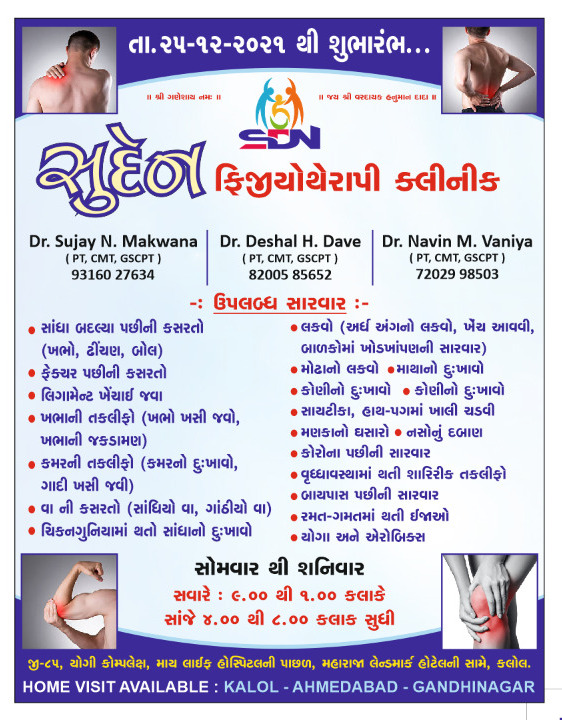 તા.૨૫-૧૨-૨૦૨૧ થી શુભારંભ...
॥ શ્રી ગણેશાય નમઃ ॥
॥ જય શ્રી વરદાયક હનુમાન દાદા ॥
SDN
સુદેન ફિજીયોથેરાપી ક્લીનીક
Dr. Sujay N. Makwana
( PT, CMT, GSCPT )
93160 27634
Dr. Deshal H. Dave
( PT, CMT, GSCPT )
82005 85652
Dr. Navin M. Vaniya
( PT, CMT, GSCPT )
72029 98503
-: ઉપલબ્ધ સારવાર :-
• સાંધા બદલ્યા પછીની કસરતો
(ખભો, ઢીંચણ, બોલ)
• ફ્રેક્ચર પછીની કસરતો
• લિગામેન્ટ ખેંચાઈ જવા
• ખભાની તકલીફો (ખભો ખસી જવો,
ખભાની જકડામણ)
• કમરની તકલીફો (કમરનો દુઃખાવો,
ગાદી ખસી જવી)
• વા ની કસરતો (સાંધિયો વા, ગાંઠીયો વા)
• ચિકનગુનિયામાં થતો સાંધાનો દુઃખાવો
• લકવો (અર્ધ અંગનો લકવો, ખેંચ આવવી,
બાળકોમાં ખોડખાંપણની સારવાર)
• મોઢાનો લકવો • માથાનો દુઃખાવો
• કોણીનો દુઃખાવો • કોણીનો દુઃખાવો
• સાયટીકા, હાથ-પગમાં ખાલી ચડવી
• મણકાનો ઘસારો • નસોનું દબાણ
• કોરોના પછીની સારવાર
• વૃધ્ધાવસ્થામાં થતી શારિરીક તકલીફો
• બાયપાસ પછીની સારવાર
• રમત-ગમતમાં થતી ઈજાઓ
• યોગા અને એરોબિક્સ
સોમવાર થી શનિવાર
સવારે : ૯.૦૦ થી ૧.૦૦ કલાકે
સાંજે ૪.૦૦ થી ૮.૦૦ કલાક સુધી
જી-૮૫, યોગી કોમ્પલેક્ષ, માય લાઈફ હોસ્પિટલની પાછળ, મહારાજા લેન્ડમાર્ક હોટેલની સામે, કલોલ.
HOME VISIT AVAILABLE : KALOL - AHMEDABAD - GANDHINAGAR